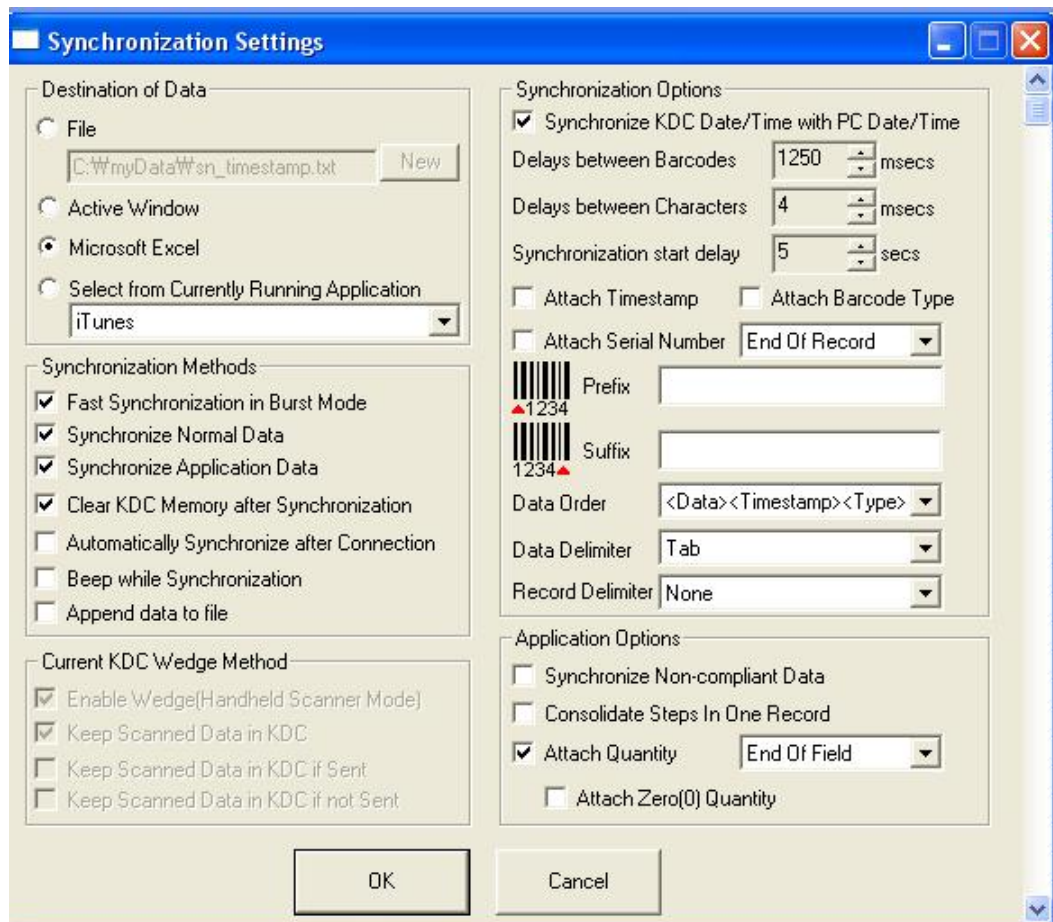 Synchronization Settings
Destination of Data
File
C:₩myData₩sn_timestamp.txt
New
Active Window
Microsoft Excel
Select from Currently Running Application
iTunes
Synchronization Methods
Fast Synchronization in Burst Mode
Synchronize Normal Data
Synchronize Application Data
Clear KDC Memory after Synchronization
Automatically Synchronize after Connection
Beep while Synchronization
Append data to file
Current KDC Wedge Method
Enable Wedge(Handheld Scanner Mode)
Keep Scanned Data in KDC
Keep Scanned Data in KDC if Sent
Keep Scanned Data in KDC if not Sent
Synchronization Options
Synchronize KDC Date/Time with PC Date/Time
Delays between Barcodes 1250 msecs
Delays between Characters 4 msecs
Synchronization start delay 5 secs
Attach Timestamp Attach Barcode Type
Attach Serial Number End Of Record
1234 Prefix
1234 Suffix
Data Order <Data><Timestamp><Type>
Data Delimiter Tab
Record Delimiter None
Application Options
Synchronize Non-compliant Data
Consolidate Steps In One Record
Attach Quantity End Of Field
Attach Zero(0) Quantity
OK Cancel